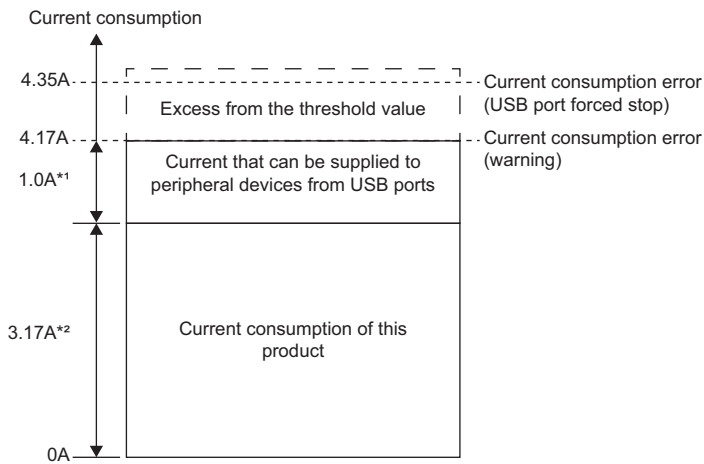 Current consumption
4.35A
Current consumption error
(USB port forced stop)
Excess from the threshold value
4.17A
Current consumption error
(warning)
Current that can be supplied to
peripheral devices from USB ports
1.0A*¹
3.17A*²
Current consumption of this
product
0A